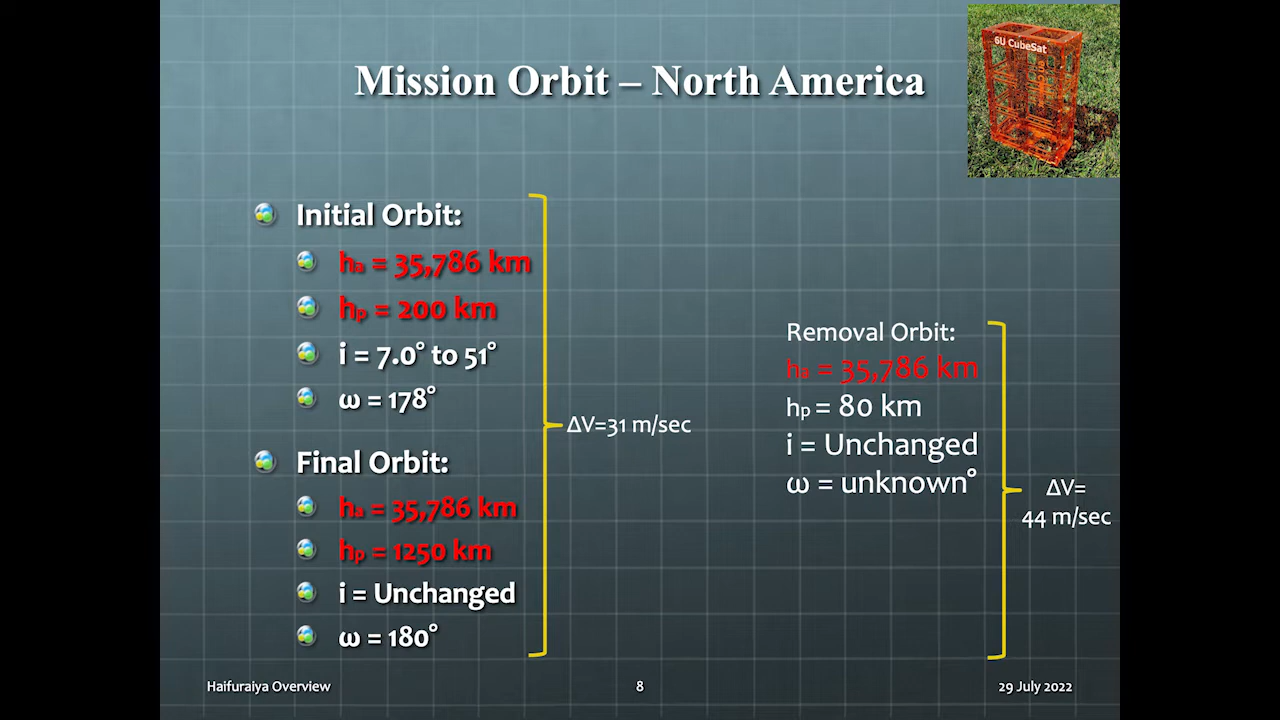 Mission Orbit – North America
6U CubeSat
Initial Orbit:
hₐ = 35,786 km
hₚ = 200 km
i = 7.0° to 51°
ω = 178°
ΔV=31 m/sec
Final Orbit:
hₐ = 35,786 km
hₚ = 1250 km
i = Unchanged
ω = 180°
Removal Orbit:
hₐ = 35,786 km
hₚ = 80 km
i = Unchanged
ω = unknown°
ΔV=
44 m/sec
Haifuraiya Overview
8
29 July 2022